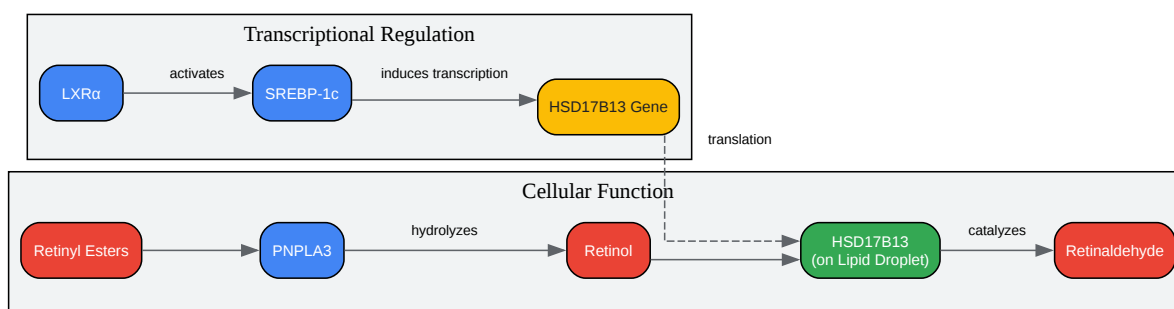 Transcriptional Regulation
LXRα
activates
SREBP-1c
induces transcription
HSD17B13 Gene
translation
Cellular Function
Retinyl Esters
PNPLA3
hydrolyzes
Retinol
HSD17B13
(on Lipid Droplet)
catalyzes
Retinaldehyde